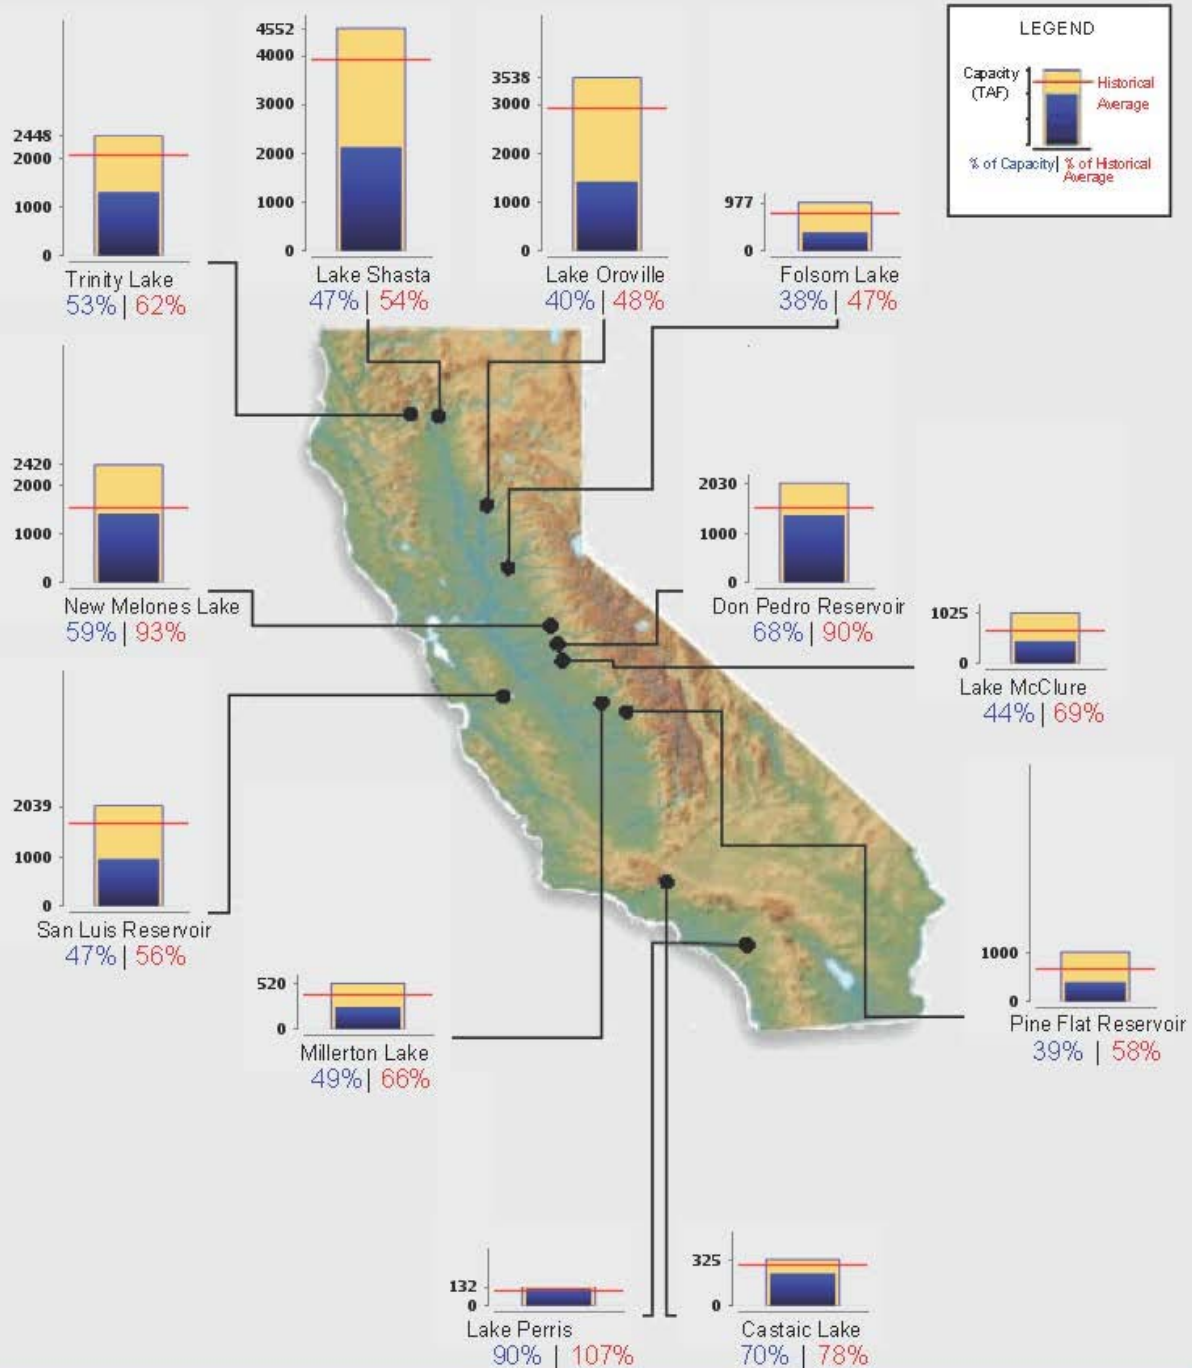 LEGEND
Capacity
(TAF)
Historical
Average
% of Capacity | % of Historical
Average
2448
2000
1000
0
Trinity Lake
53% | 62%
4552
4000
3000
2000
1000
0
Lake Shasta
47% | 54%
3538
3000
2000
1000
0
Lake Oroville
40% | 48%
977
0
Folsom Lake
38% | 47%
2420
2000
1000
0
New Melones Lake
59% | 93%
2030
1000
0
Don Pedro Reservoir
68% | 90%
1025
0
Lake McClure
44% | 69%
2039
1000
0
San Luis Reservoir
47% | 56%
520
0
Millerton Lake
49% | 66%
1000
0
Pine Flat Reservoir
39% | 58%
132
0
Lake Perris
90% | 107%
325
0
Castaic Lake
70% | 78%